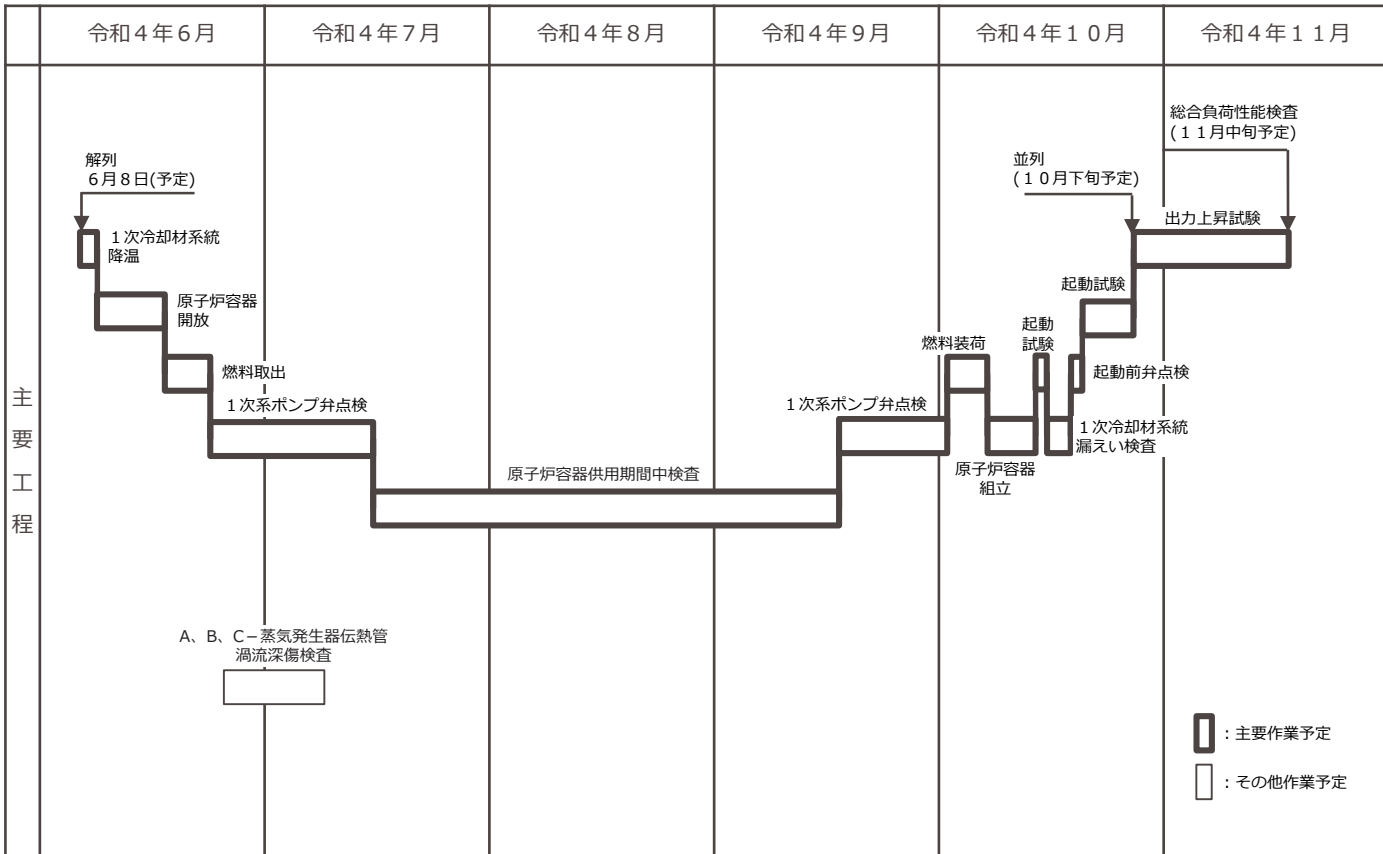 令和４年６月
令和４年７月
令和４年８月
令和４年９月
令和４年１０月
令和４年１１月
主要工程
総合負荷性能検査
(１１月中旬予定)
解列
６月８日(予定)
並列
(１０月下旬予定)
出力上昇試験
１次冷却材系統
降温
起動試験
原子炉容器
開放
起動
試験
燃料装荷
燃料取出
起動前弁点検
１次系ポンプ弁点検
１次系ポンプ弁点検
１次冷却材系統
漏えい検査
原子炉容器
組立
原子炉容器供用期間中検査
A、B、C－蒸気発生器伝熱管
渦流深傷検査
：主要作業予定
：その他作業予定